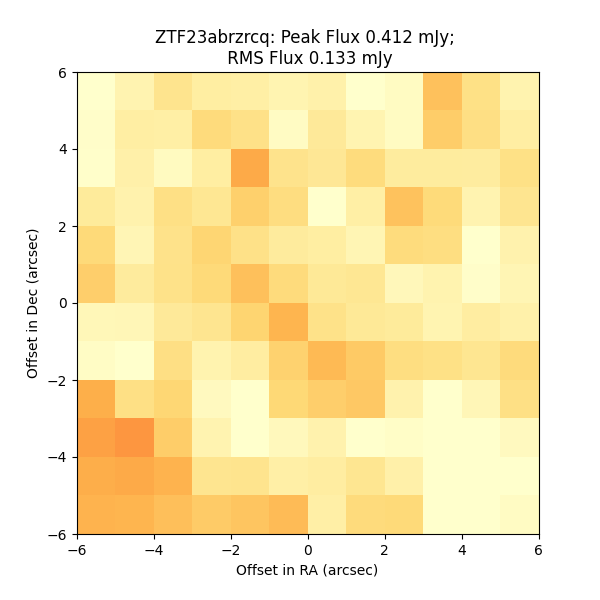 ZTF23abrzrcq: Peak Flux 0.412 mJy;
RMS Flux 0.133 mJy
6
4
2
0
−2
−4
−6
Offset in Dec (arcsec)
−6 −4 −2 0 2 4 6
Offset in RA (arcsec)